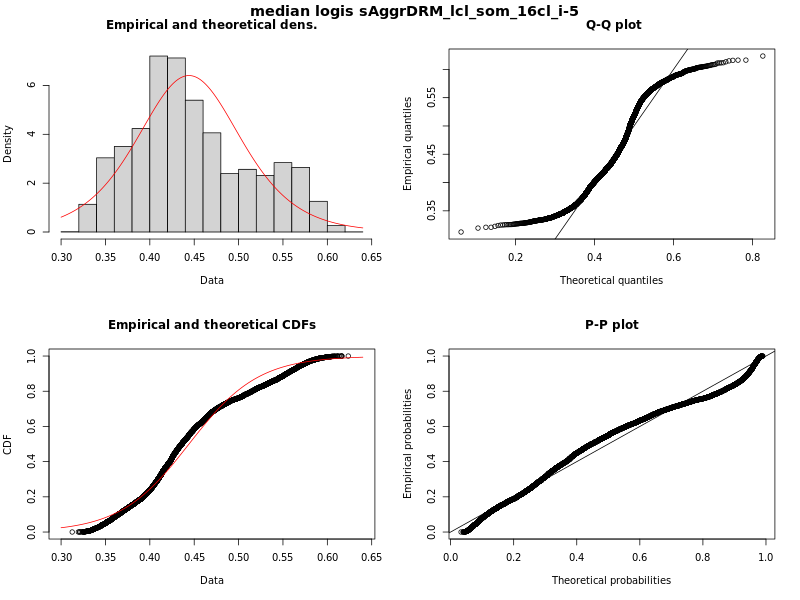 median logis sAggrDRM_lcl_som_16cl_i-5
Empirical and theoretical dens.
Density
0 2 4 6
0.30 0.35 0.40 0.45 0.50 0.55 0.60 0.65
Data
Q-Q plot
Empirical quantiles
0.35 0.45 0.55
0.2 0.4 0.6 0.8
Theoretical quantiles
Empirical and theoretical CDFs
CDF
0.0 0.2 0.4 0.6 0.8 1.0
0.30 0.35 0.40 0.45 0.50 0.55 0.60 0.65
Data
P-P plot
Empirical probabilities
0.0 0.2 0.4 0.6 0.8 1.0
0.0 0.2 0.4 0.6 0.8 1.0
Theoretical probabilities